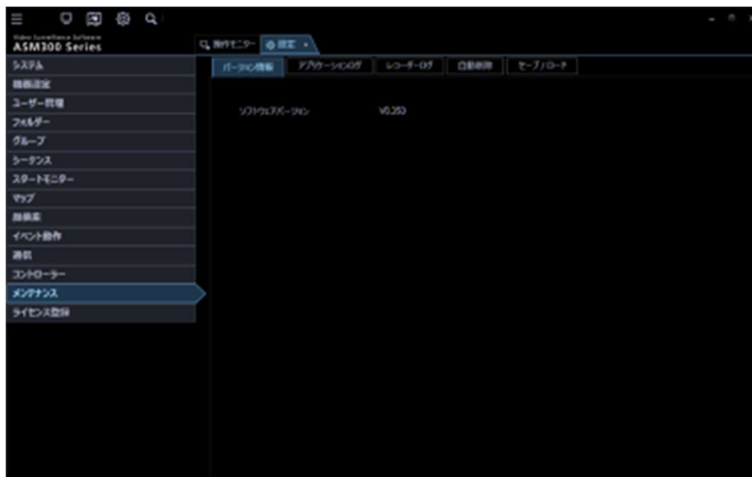 Video Surveillance Software
ASM300 Series
操作モニター
設定
システム
機器設定
ユーザー管理
フォルダー
グループ
シーケンス
スタートモニター
マップ
顔検索
イベント動作
通信
コントローラー
メンテナンス
ライセンス登録
バージョン情報
アプリケーションログ
レコーダーログ
自動削除
セーブ/ロード
ソフトウェアバージョン
V0.250